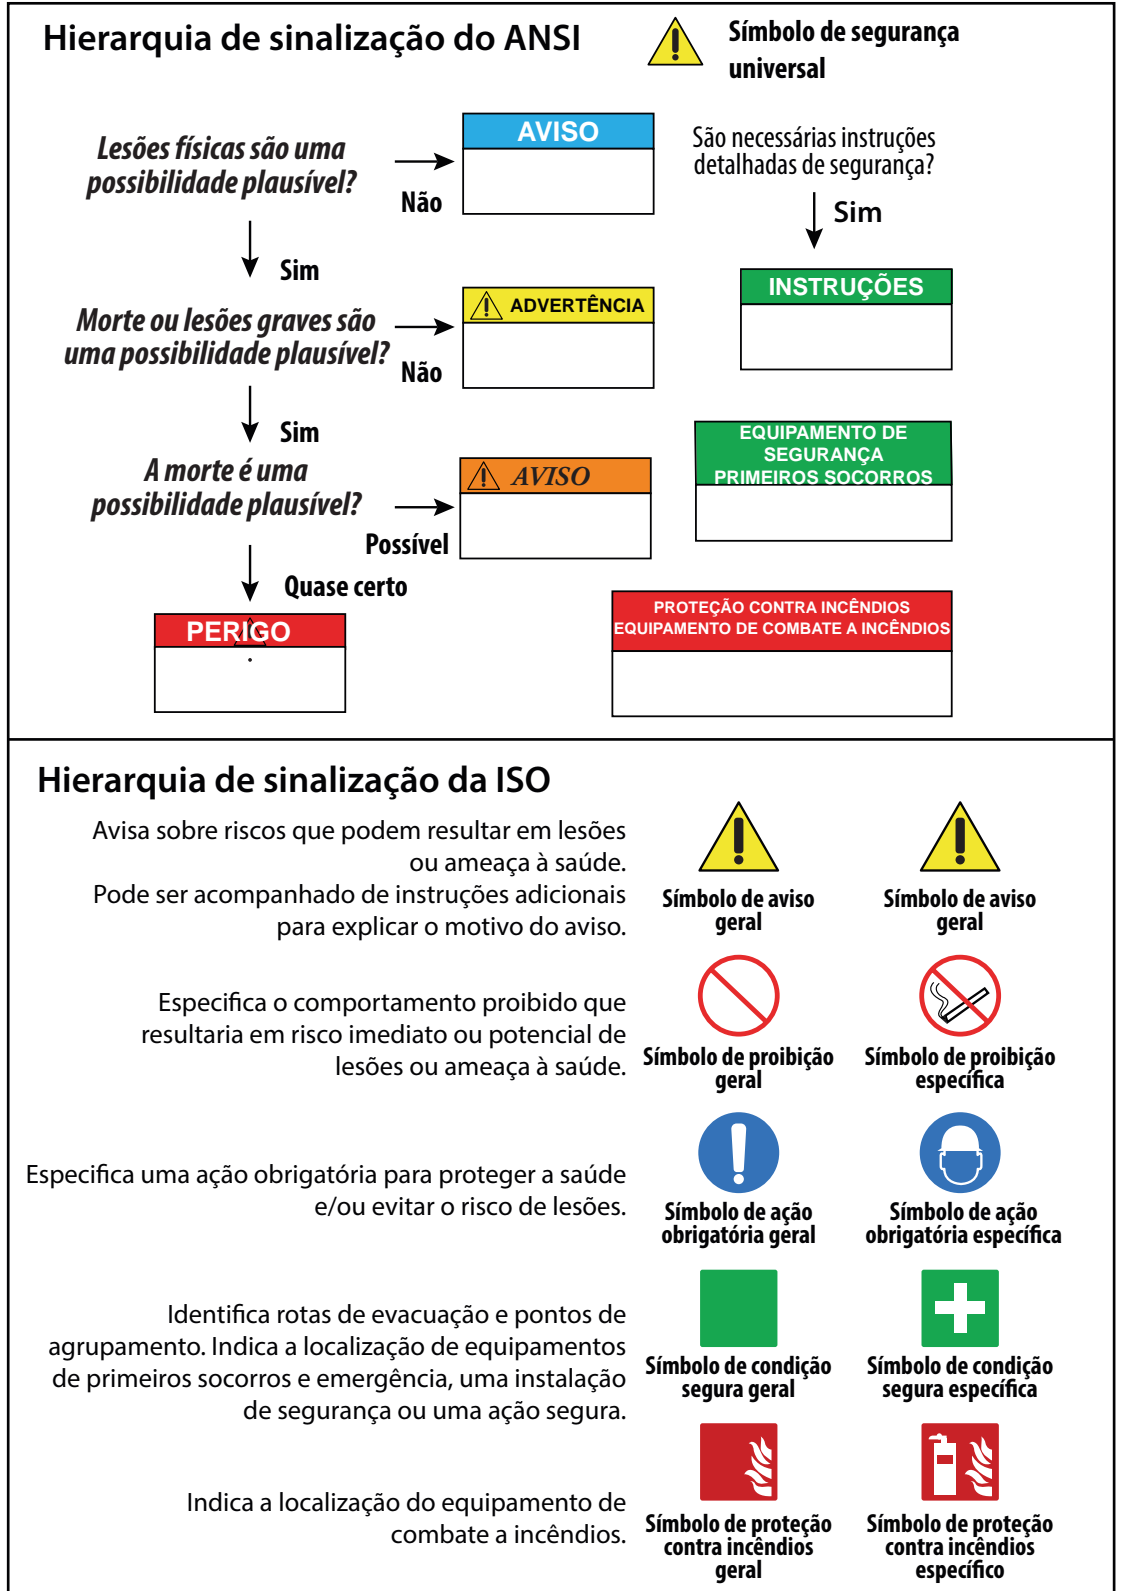 Hierarquia de sinalização do ANSI
Símbolo de segurança
universal
Lesões físicas são uma
possibilidade plausível?
Não
AVISO
São necessárias instruções
detalhadas de segurança?
Sim
INSTRUÇÕES
Sim
Morte ou lesões graves são
uma possibilidade plausível?
Não
ADVERTÊNCIA
Sim
A morte é uma
possibilidade plausível?
Possível
AVISO
EQUIPAMENTO DE
SEGURANÇA
PRIMEIROS SOCORROS
Quase certo
PERIGO
PROTEÇÃO CONTRA INCÊNDIOS
EQUIPAMENTO DE COMBATE A INCÊNDIOS
Hierarquia de sinalização da ISO
Avisa sobre riscos que podem resultar em lesões
ou ameaça à saúde.
Pode ser acompanhado de instruções adicionais
para explicar o motivo do aviso.
Símbolo de aviso
geral
Símbolo de aviso
geral
Especifica o comportamento proibido que
resultaria em risco imediato ou potencial de
lesões ou ameaça à saúde.
Símbolo de proibição
geral
Símbolo de proibição
específica
Especifica uma ação obrigatória para proteger a saúde
e/ou evitar o risco de lesões.
Símbolo de ação
obrigatória geral
Símbolo de ação
obrigatória específica
Identifica rotas de evacuação e pontos de
agrupamento. Indica a localização de equipamentos
de primeiros socorros e emergência, uma instalação
de segurança ou uma ação segura.
Símbolo de condição
segura geral
Símbolo de condição
segura específica
Indica a localização do equipamento de
combate a incêndios.
Símbolo de proteção
contra incêndios
geral
Símbolo de proteção
contra incêndios
específico